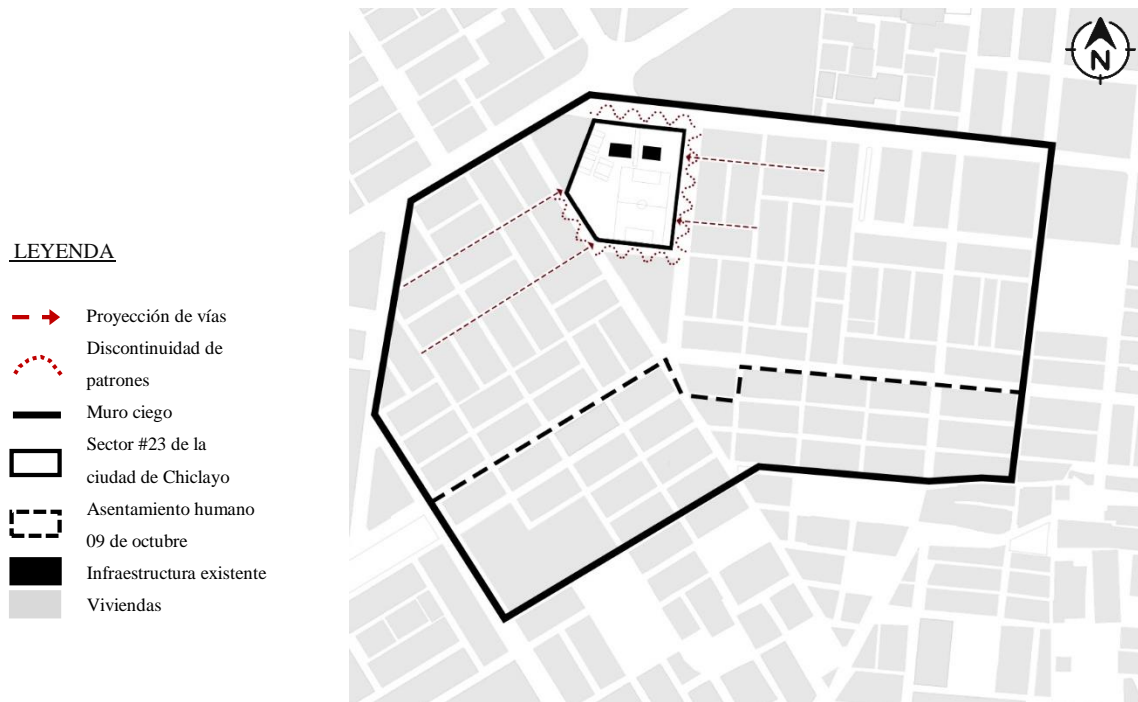 N
LEYENDA
Proyección de vías
Discontinuidad de
patrones
Muro ciego
Sector #23 de la
ciudad de Chiclayo
Asentamiento humano
09 de octubre
Infraestructura existente
Viviendas